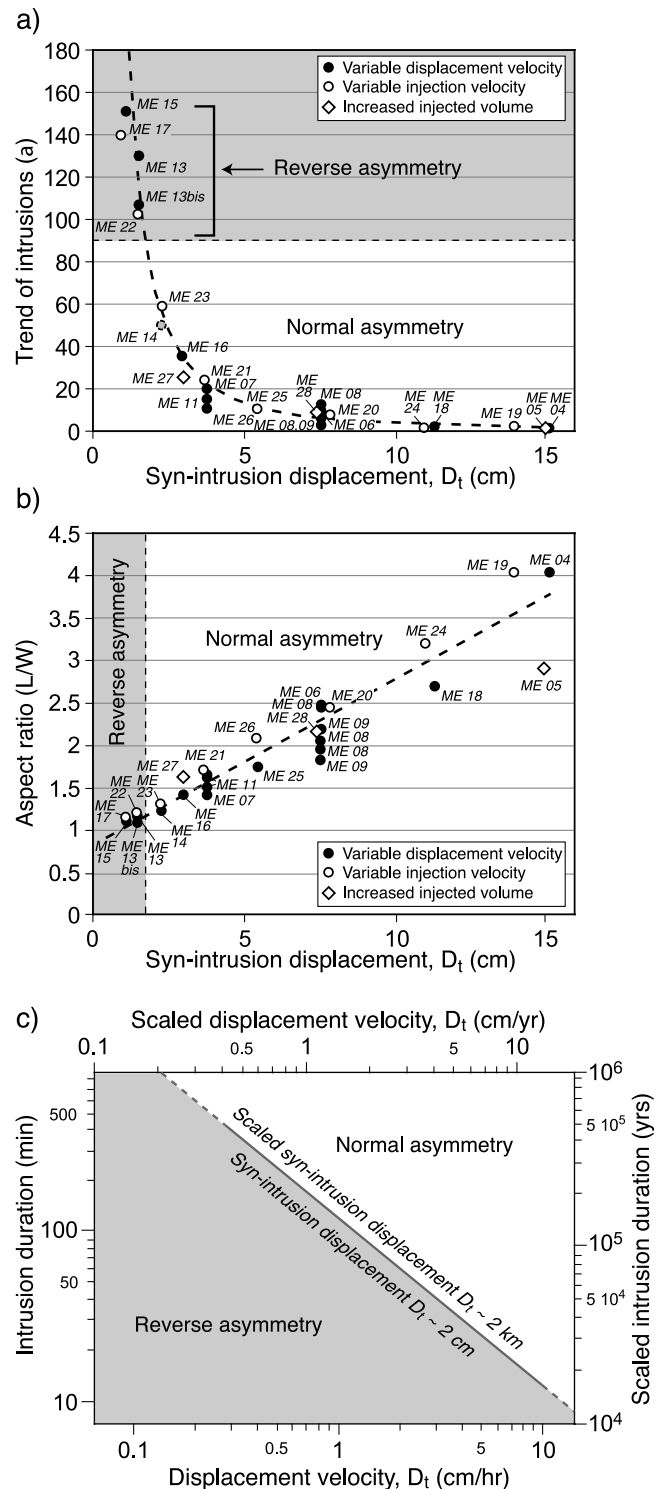 a)
180
160
140
120
100
80
60
40
20
0
Trend of intrusions (a)
Variable displacement velocity
Variable injection velocity
Increased injected volume
ME 15
ME 17
ME 13
ME 13bis
ME 22
Reverse asymmetry
ME 23
ME 14
Normal asymmetry
ME 16
ME 27
ME 21
ME 07
ME 11
ME 26
ME 25
ME 28
ME 08
ME 08,09
ME 20
ME 06
ME 24
ME 18
ME 19
ME 05
ME 04
0
5
10
15
Syn-intrusion displacement, Dt (cm)
b)
4.5
4
3.5
3
2.5
2
1.5
1
0.5
0
Aspect ratio (L/W)
Reverse asymmetry
Normal asymmetry
ME 19
ME 04
ME 24
ME 05
ME 18
ME 06
ME 08
ME 20
ME 28
ME 09
ME 08
ME 08
ME 09
ME 26
ME 25
ME 21
ME 27
ME 11
ME 07
ME 23
ME 22
ME 17
ME 16
ME 14
ME 13
ME 13 bis
ME 15
Variable displacement velocity
Variable injection velocity
Increased injected volume
0
5
10
15
Syn-intrusion displacement, Dt (cm)
c)
Scaled displacement velocity, Dt (cm/yr)
0.1
0.5
1
5
10
Intrusion duration (min)
500
100
50
10
Scaled intrusion duration (yrs)
10^6
5 10^5
10^5
5 10^4
10^4
Normal asymmetry
Scaled syn-intrusion displacement Dt ~ 2 km
Syn-intrusion displacement Dt ~ 2 cm
Reverse asymmetry
0.1
0.5
1
5
10
Displacement velocity, Dt (cm/hr)